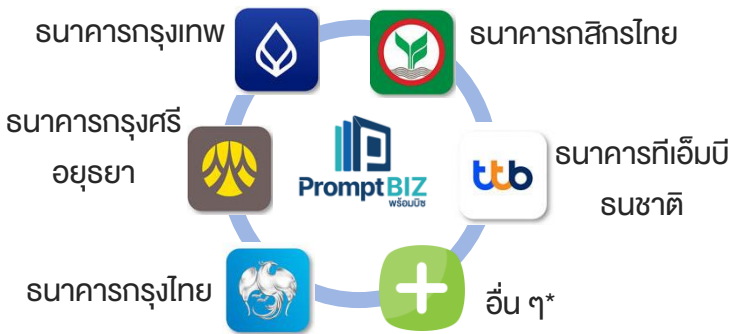 ธนาคารกรุงเทพ
ธนาคารกสิกรไทย
ธนาคารกรุงศรี
อยุธยา
PromptBIZ
พร้อมบิช
ttb
ธนาคารทีเอ็มบี
ธนชาติ
ธนาคารกรุงไทย
อื่น ๆ*